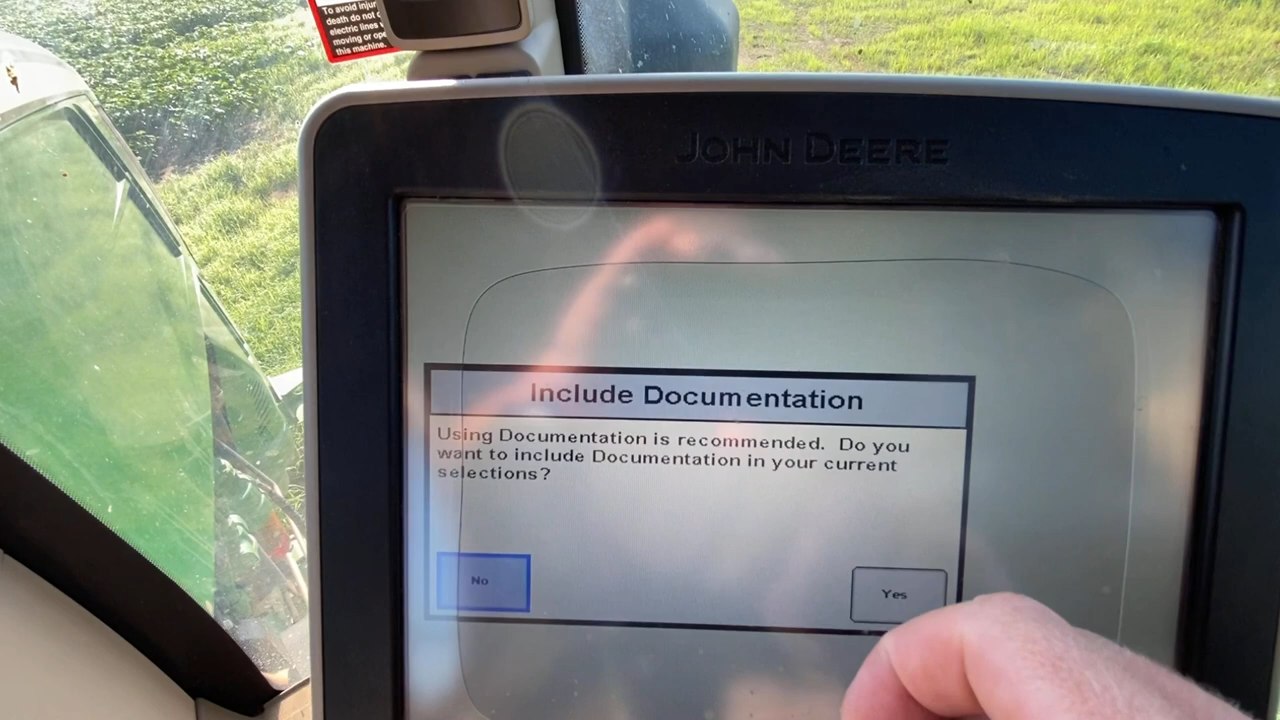 To avoid injur
death do not
electric lines
moving or ope
this machine.
JOHN DEERE
Include Documentation
Using Documentation is recommended. Do you
want to include Documentation in your current
selections?
No
Yes